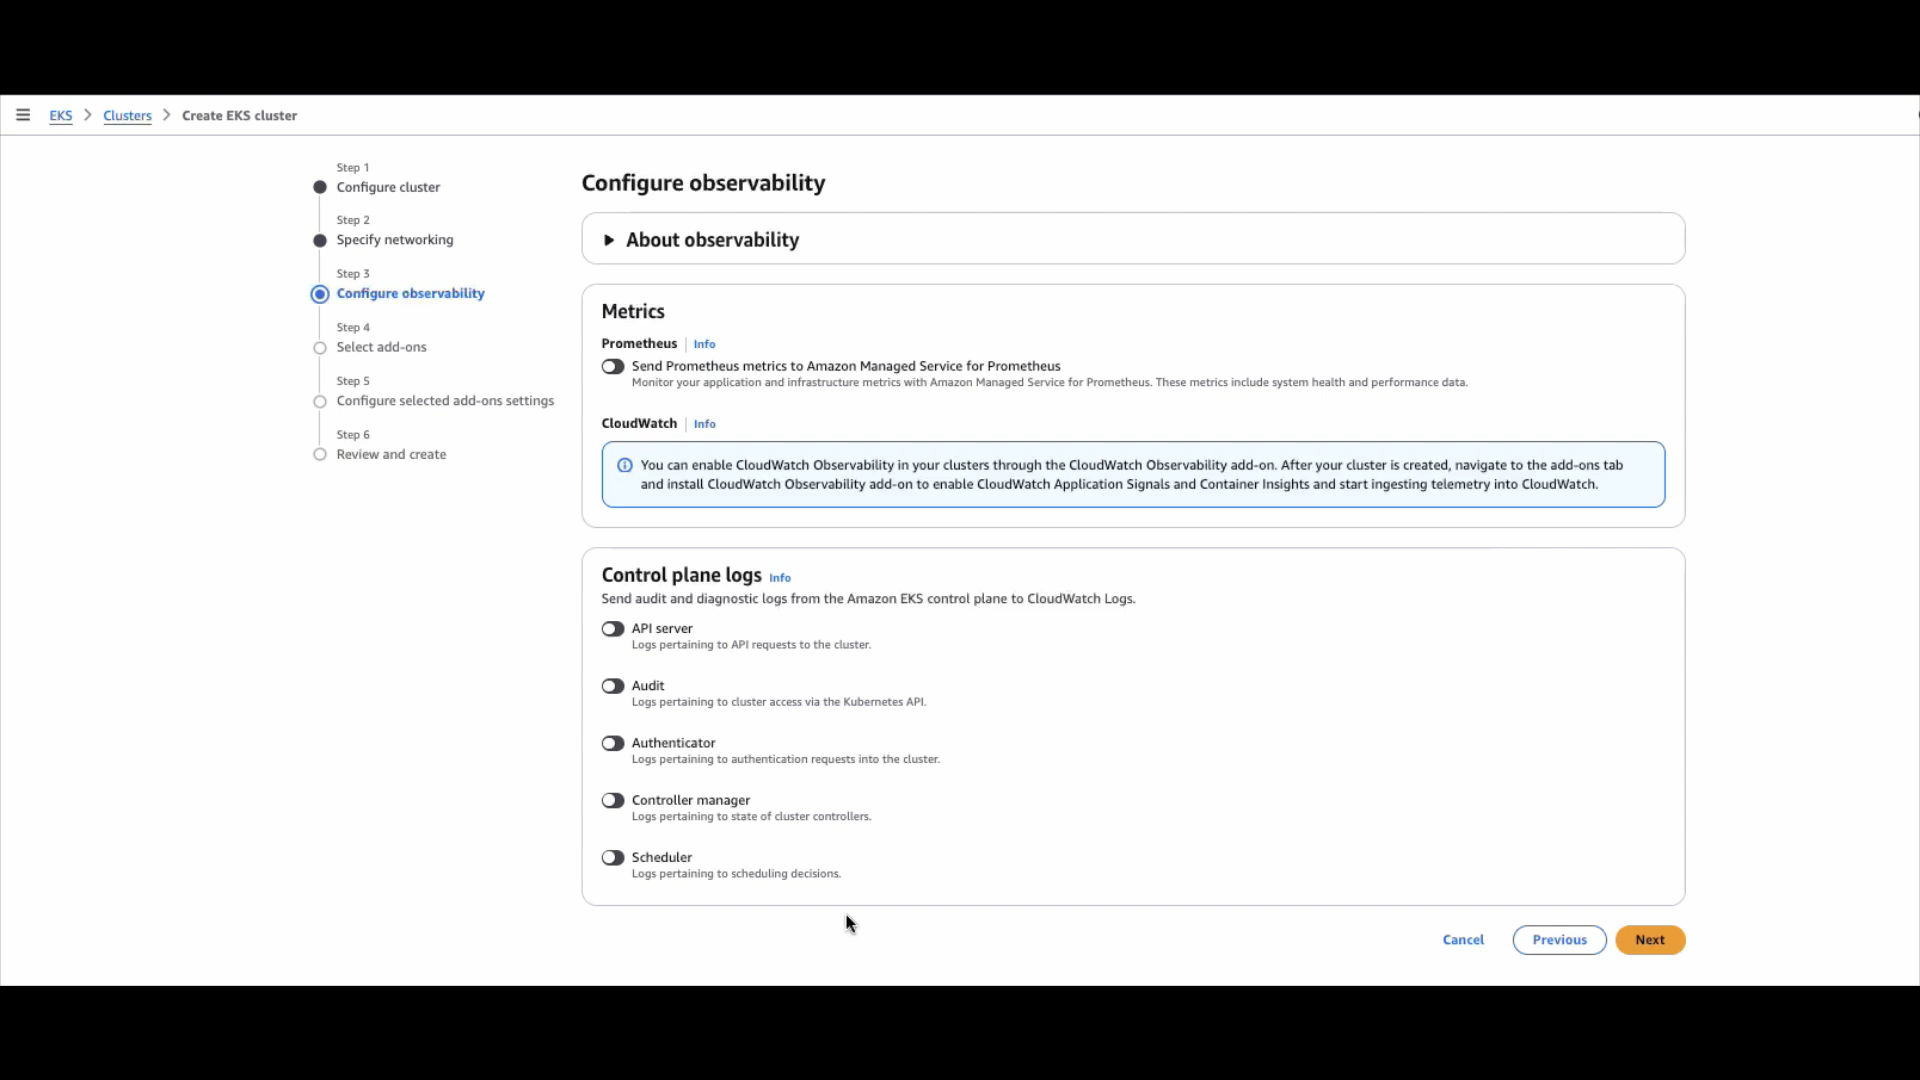 EKS > Clusters > Create EKS cluster
Step 1
Configure cluster
Step 2
Specify networking
Step 3
Configure observability
Step 4
Select add-ons
Step 5
Configure selected add-ons settings
Step 6
Review and create
Configure observability
About observability
Metrics
Prometheus | Info
Send Prometheus metrics to Amazon Managed Service for Prometheus
Monitor your application and infrastructure metrics with Amazon Managed Service for Prometheus. These metrics include system health and performance data.
CloudWatch | Info
You can enable CloudWatch Observability in your clusters through the CloudWatch Observability add-on. After your cluster is created, navigate to the add-ons tab
and install CloudWatch Observability add-on to enable CloudWatch Application Signals and Container Insights and start ingesting telemetry into CloudWatch.
Control plane logs Info
Send audit and diagnostic logs from the Amazon EKS control plane to CloudWatch Logs.
API server
Logs pertaining to API requests to the cluster.
Audit
Logs pertaining to cluster access via the Kubernetes API.
Authenticator
Logs pertaining to authentication requests into the cluster.
Controller manager
Logs pertaining to state of cluster controllers.
Scheduler
Logs pertaining to scheduling decisions.
Cancel Previous Next